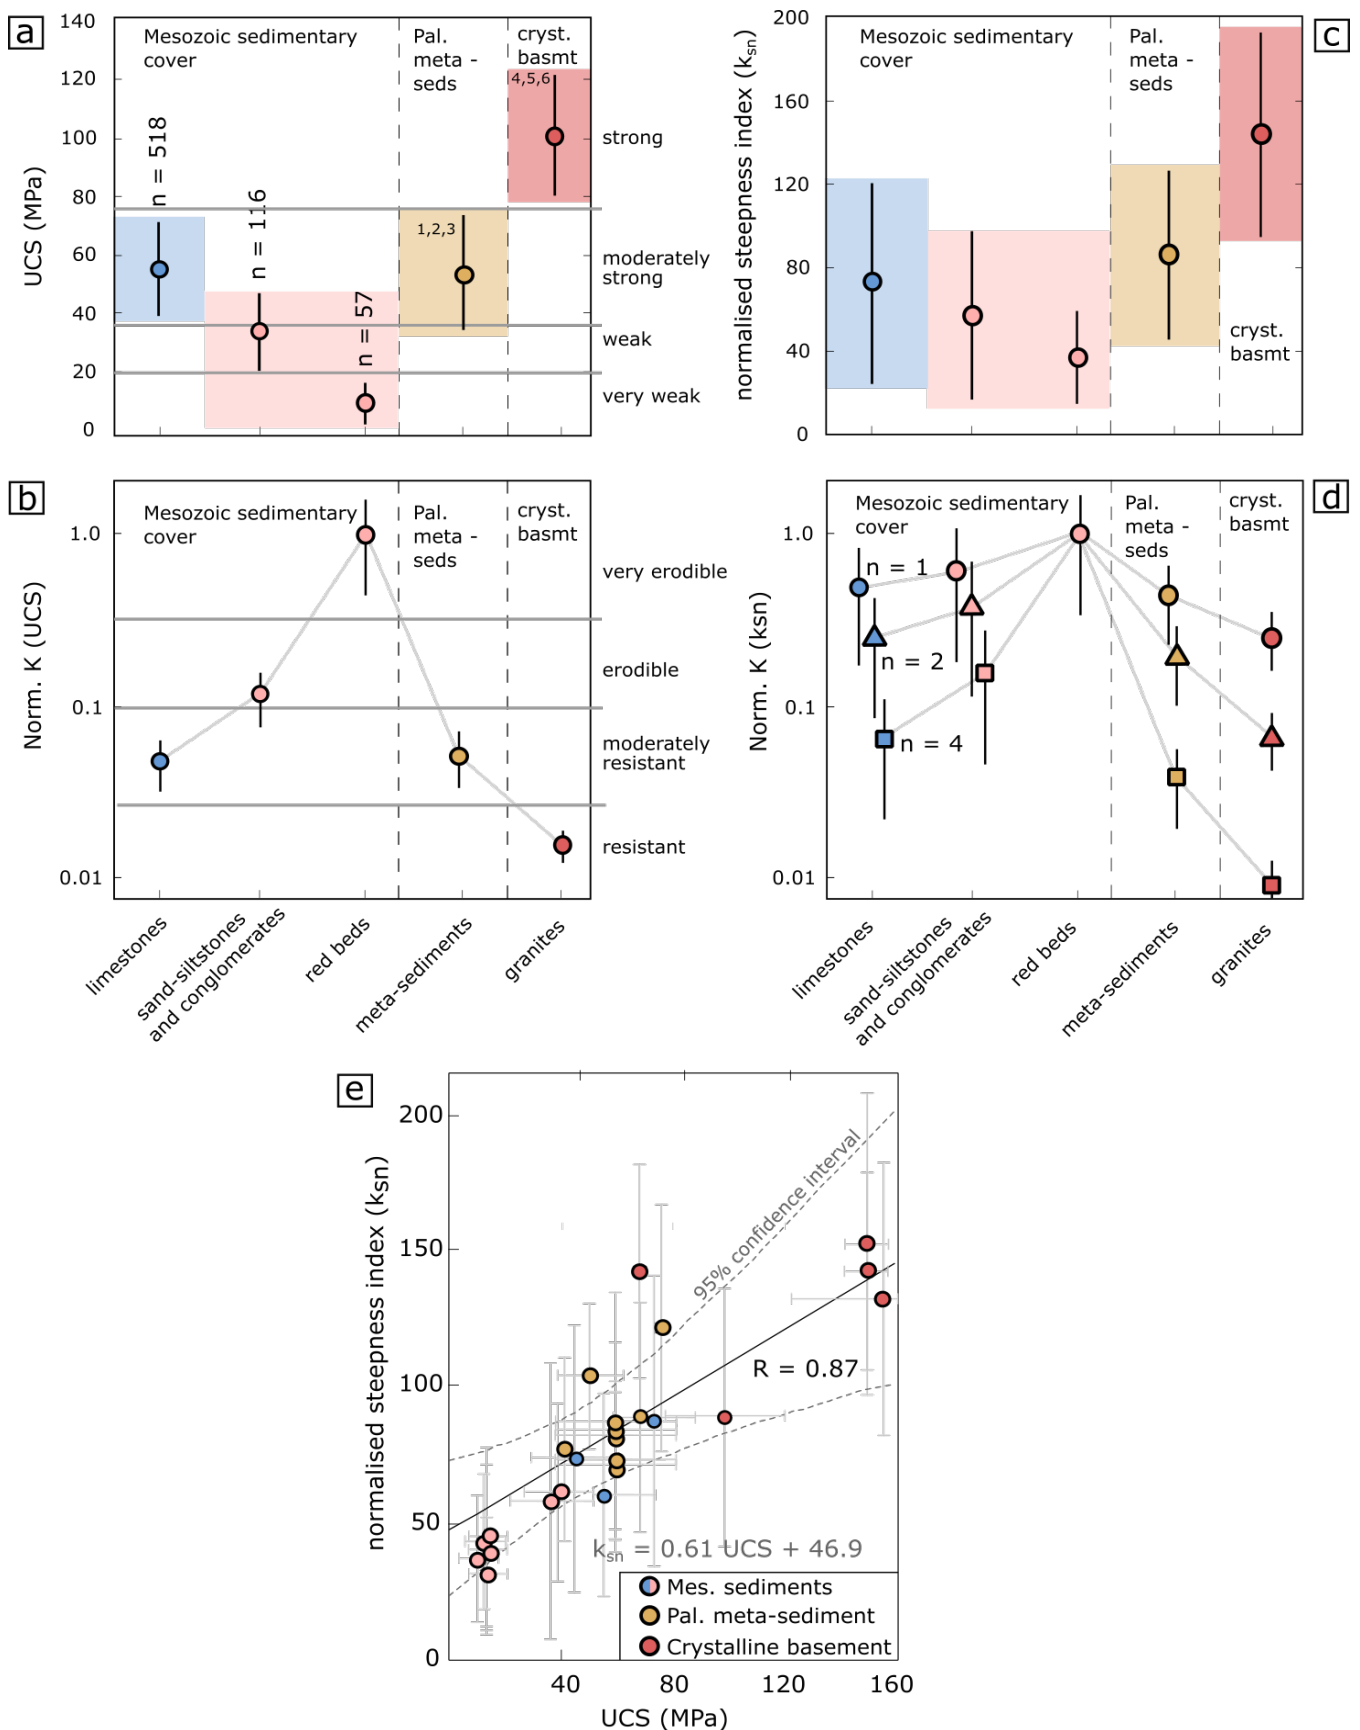 a
UCS (MPa)
140
120
100
80
60
40
20
0
Mesozoic sedimentary
cover
Pal.
meta -
seds
cryst.
basmt
4,5,6
n = 518
n = 116
n = 57
1,2,3
strong
moderately
strong
weak
very weak
c
normalised steepness index (ksn)
200
160
120
80
40
0
Mesozoic sedimentary
cover
Pal.
meta -
seds
cryst.
basmt
b
Norm. K (UCS)
1.0
0.1
0.01
Mesozoic sedimentary
cover
Pal.
meta -
seds
cryst.
basmt
very erodible
erodible
moderately
resistant
resistant
limestones
sand-siltstones
and conglomerates
red beds
meta-sediments
granites
d
Norm. K (ksn)
1.0
0.1
0.01
Mesozoic sedimentary
cover
Pal.
meta -
seds
cryst.
basmt
n = 1
n = 2
n = 4
limestones
sand-siltstones
and conglomerates
red beds
meta-sediments
granites
e
normalised steepness index (ksn)
200
150
100
50
0
95% confidence interval
R = 0.87
ksn = 0.61 UCS + 46.9
Mes. sediments
Pal. meta-sediment
Crystalline basement
40
80
120
160
UCS (MPa)